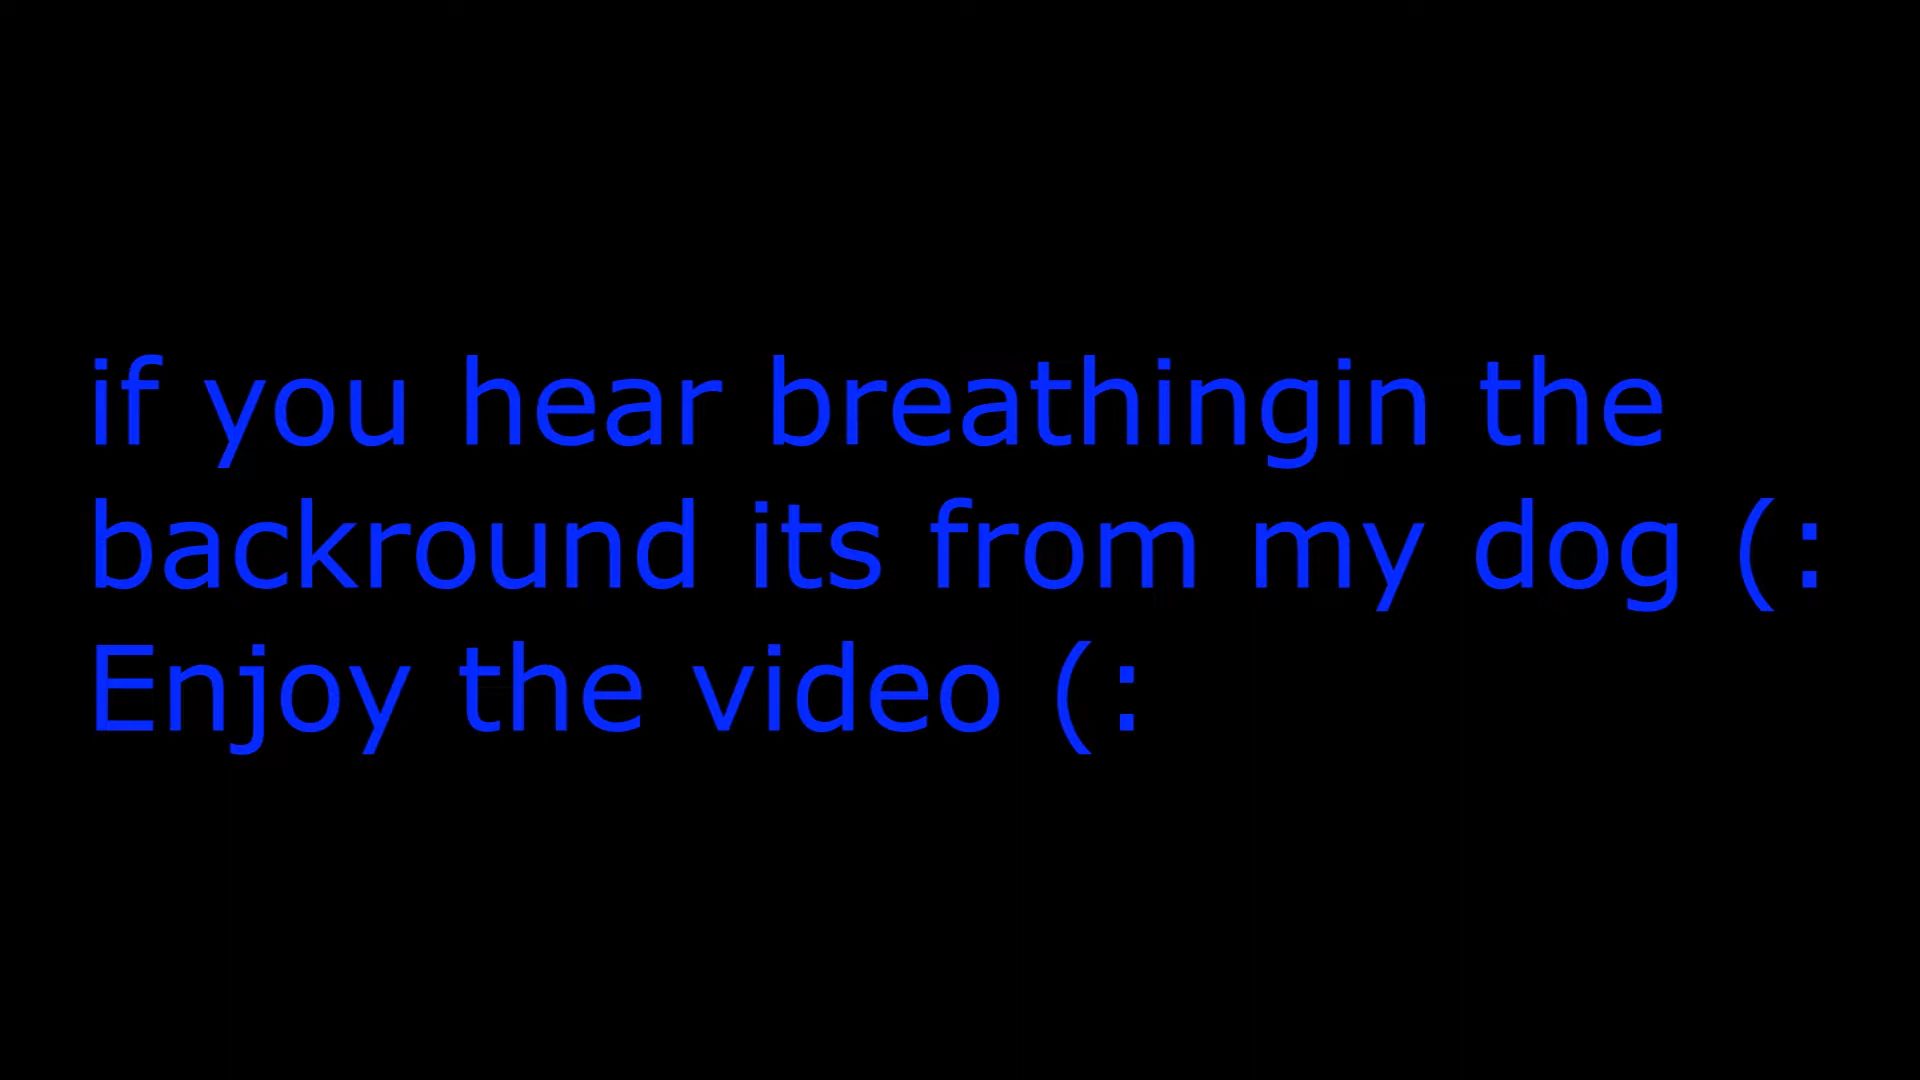 if you hear breathingin the
backround its from my dog (:
Enjoy the video (: